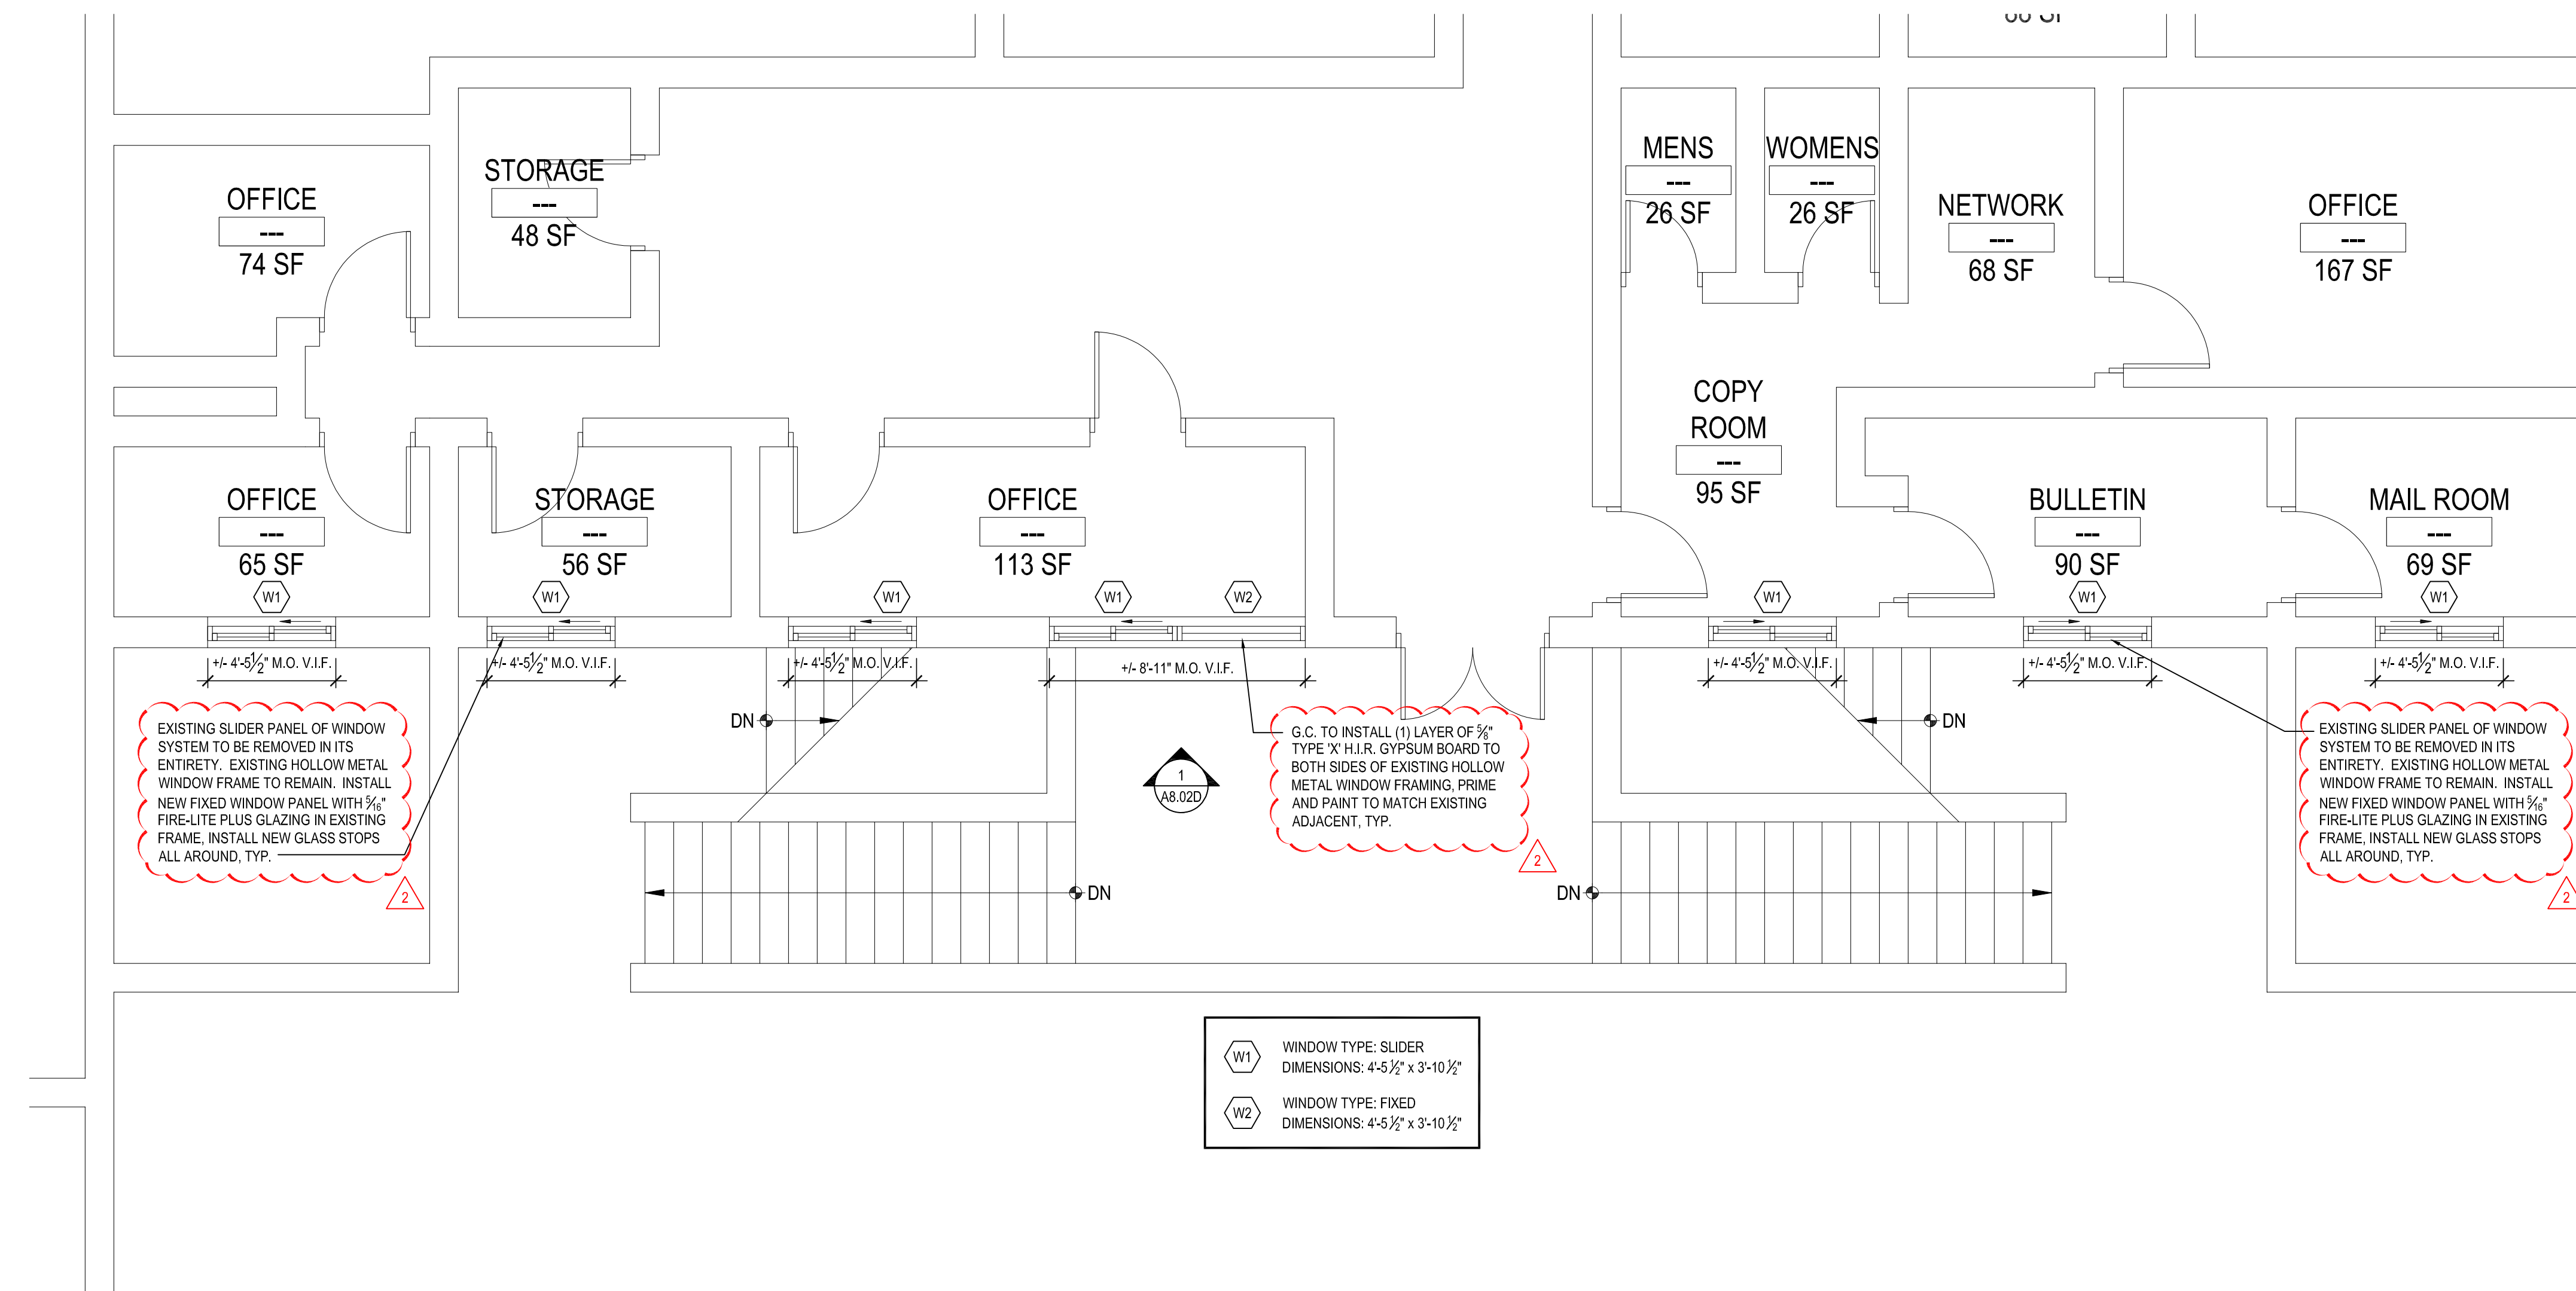 MENS
---
26 SF
WOMENS
---
26 SF
STORAGE
---
48 SF
OFFICE
---
74 SF
NETWORK
---
68 SF
OFFICE
---
167 SF
COPY
ROOM
---
95 SF
OFFICE
---
65 SF
W1
STORAGE
---
56 SF
W1
OFFICE
---
113 SF
W1
W1
W2
W1
BULLETIN
---
90 SF
W1
MAIL ROOM
---
69 SF
W1
+/- 4'-5½" M.O. V.I.F.
+/- 4'-5½" M.O. V.I.F.
+/- 4'-5½" M.O. V.I.F.
+/- 8'-11" M.O. V.I.F.
+/- 4'-5½" M.O. V.I.F.
+/- 4'-5½" M.O. V.I.F.
+/- 4'-5½" M.O. V.I.F.
DN
DN
EXISTING SLIDER PANEL OF WINDOW
SYSTEM TO BE REMOVED IN ITS
ENTIRETY. EXISTING HOLLOW METAL
WINDOW FRAME TO REMAIN. INSTALL
NEW FIXED WINDOW PANEL WITH 5⁄16"
FIRE-LITE PLUS GLAZING IN EXISTING
FRAME, INSTALL NEW GLASS STOPS
ALL AROUND, TYP.
2
1
A8.02D
G.C. TO INSTALL (1) LAYER OF ⅝"
TYPE 'X' H.I.R. GYPSUM BOARD TO
BOTH SIDES OF EXISTING HOLLOW
METAL WINDOW FRAMING, PRIME
AND PAINT TO MATCH EXISTING
ADJACENT, TYP.
2
EXISTING SLIDER PANEL OF WINDOW
SYSTEM TO BE REMOVED IN ITS
ENTIRETY. EXISTING HOLLOW METAL
WINDOW FRAME TO REMAIN. INSTALL
NEW FIXED WINDOW PANEL WITH 5⁄16"
FIRE-LITE PLUS GLAZING IN EXISTING
FRAME, INSTALL NEW GLASS STOPS
ALL AROUND, TYP.
2
DN
DN
W1
WINDOW TYPE: SLIDER
DIMENSIONS: 4'-5 ½" x 3'-10 ½"
W2
WINDOW TYPE: FIXED
DIMENSIONS: 4'-5 ½" x 3'-10 ½"